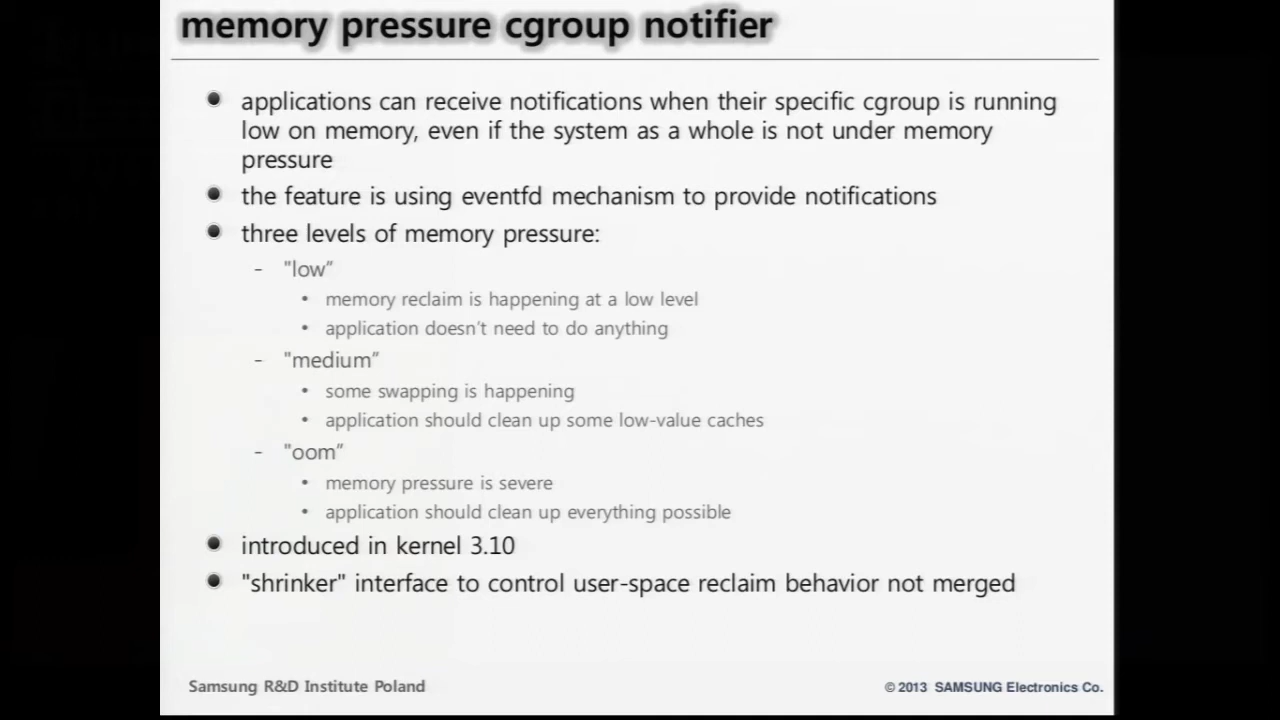 memory pressure cgroup notifier
applications can receive notifications when their specific cgroup is running
low on memory, even if the system as a whole is not under memory
pressure
the feature is using eventfd mechanism to provide notifications
three levels of memory pressure:
- "low”
memory reclaim is happening at a low level
application doesn't need to do anything
- "medium”
some swapping is happening
application should clean up some low-value caches
- "oom”
memory pressure is severe
application should clean up everything possible
introduced in kernel 3.10
"shrinker" interface to control user-space reclaim behavior not merged
Samsung R&D Institute Poland
© 2013 SAMSUNG Electronics Co.